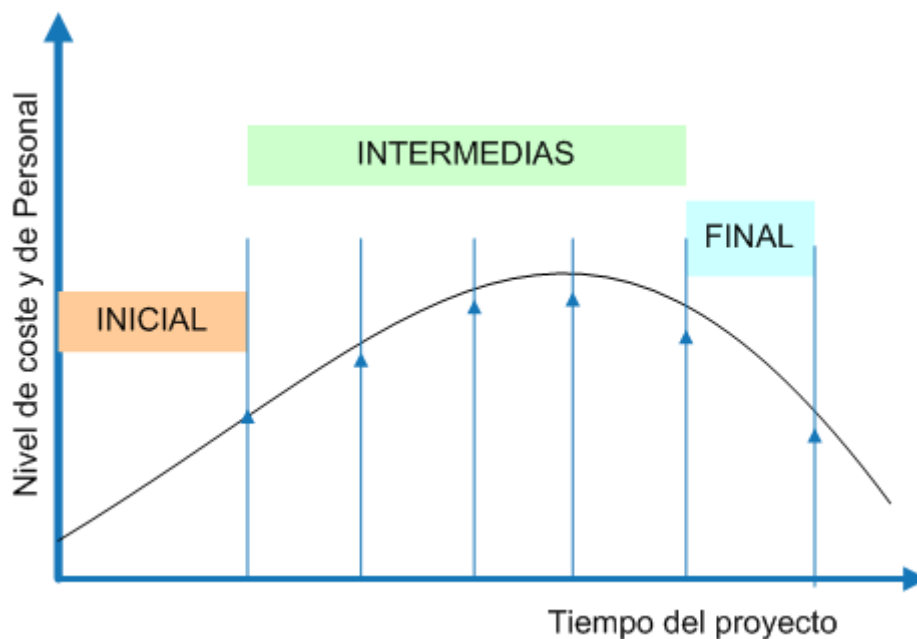 Nivel de coste y de Personal
INTERMEDIAS
FINAL
INICIAL
Tiempo del proyecto